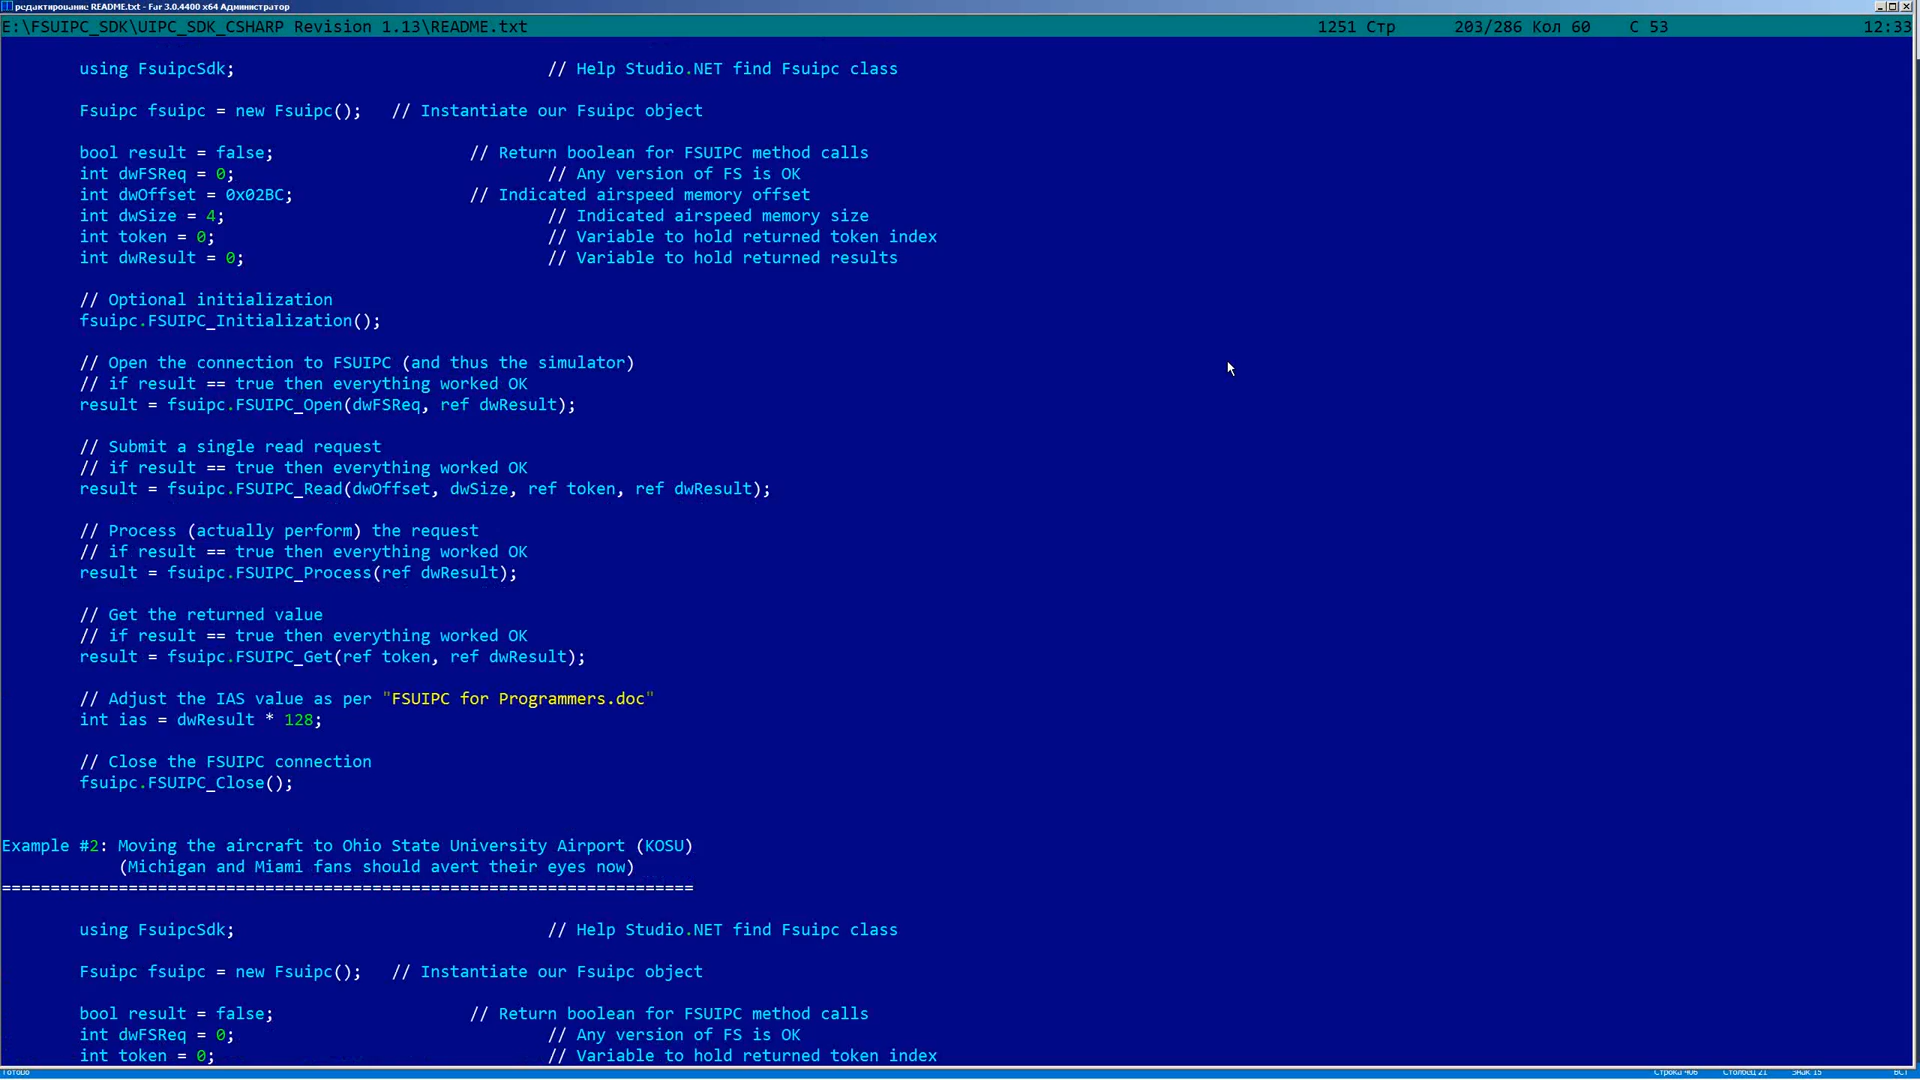 редактирование README.txt - Far 3.0.4400 x64 Администратор
E:\FSUIPC_SDK\UIPC_SDK_CSHARP Revision 1.13\README.txt 1251 Стр 203/286 Кол 60 С 53 12:33
using FsuipcSdk; // Help Studio.NET find Fsuipc class
Fsuipc fsuipc = new Fsuipc(); // Instantiate our Fsuipc object
bool result = false; // Return boolean for FSUIPC method calls
int dwFSReq = 0; // Any version of FS is OK
int dwOffset = 0x02BC; // Indicated airspeed memory offset
int dwSize = 4; // Indicated airspeed memory size
int token = 0; // Variable to hold returned token index
int dwResult = 0; // Variable to hold returned results
// Optional initialization
fsuipc.FSUIPC_Initialization();
// Open the connection to FSUIPC (and thus the simulator)
// if result == true then everything worked OK
result = fsuipc.FSUIPC_Open(dwFSReq, ref dwResult);
// Submit a single read request
// if result == true then everything worked OK
result = fsuipc.FSUIPC_Read(dwOffset, dwSize, ref token, ref dwResult);
// Process (actually perform) the request
// if result == true then everything worked OK
result = fsuipc.FSUIPC_Process(ref dwResult);
// Get the returned value
// if result == true then everything worked OK
result = fsuipc.FSUIPC_Get(ref token, ref dwResult);
// Adjust the IAS value as per "FSUIPC for Programmers.doc"
int ias = dwResult * 128;
// Close the FSUIPC connection
fsuipc.FSUIPC_Close();
Example #2: Moving the aircraft to Ohio State University Airport (KOSU)
(Michigan and Miami fans should avert their eyes now)
=======================================================================
using FsuipcSdk; // Help Studio.NET find Fsuipc class
Fsuipc fsuipc = new Fsuipc(); // Instantiate our Fsuipc object
bool result = false; // Return boolean for FSUIPC method calls
int dwFSReq = 0; // Any version of FS is OK
int token = 0; // Variable to hold returned token index
Готово Строка 406 Столбец 21 Знак 15 ВСТ